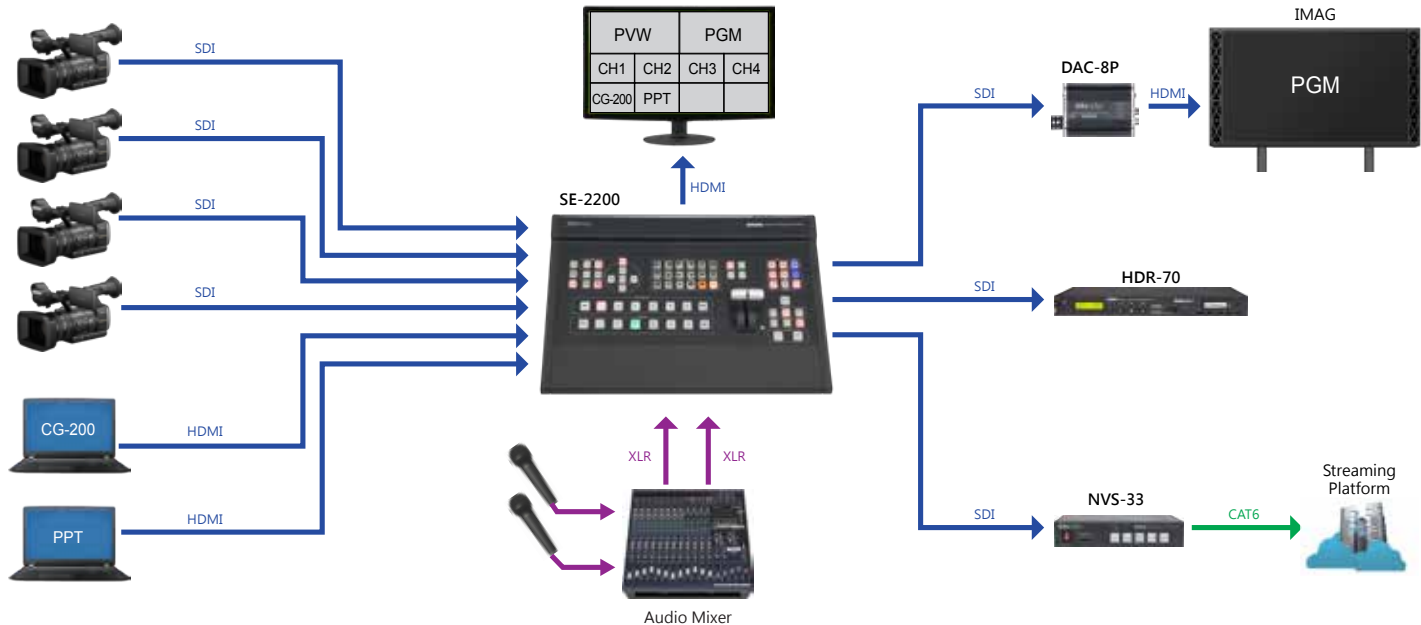 SDI
SDI
SDI
SDI
CG-200
HDMI
PPT
HDMI
PVW
PGM
CH1
CH2
CH3
CH4
CG-200
PPT
HDMI
SE-2200
XLR
XLR
Audio Mixer
SDI
DAC-8P
HDMI
IMAG
PGM
SDI
HDR-70
SDI
NVS-33
CAT6
Streaming
Platform